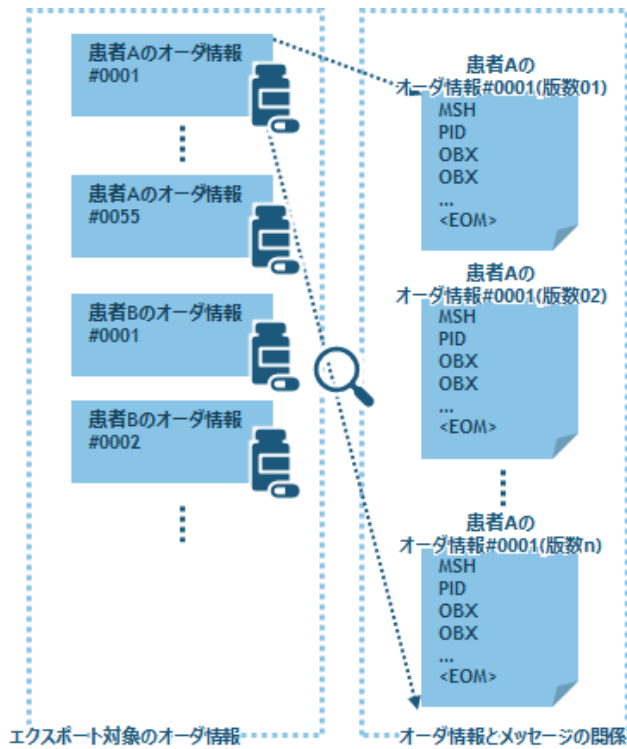 患者Aのオーダ情報
#0001
患者Aのオーダ情報
#0055
患者Bのオーダ情報
#0001
患者Bのオーダ情報
#0002
エクスポート対象のオーダ情報
患者Aの
オーダ情報#0001(版数01)
MSH
PID
OBX
OBX
...
<EOM>
患者Aの
オーダ情報#0001(版数02)
MSH
PID
OBX
OBX
...
<EOM>
患者Aの
オーダ情報#0001(版数n)
MSH
PID
OBX
OBX
...
<EOM>
オーダ情報とメッセージの関係